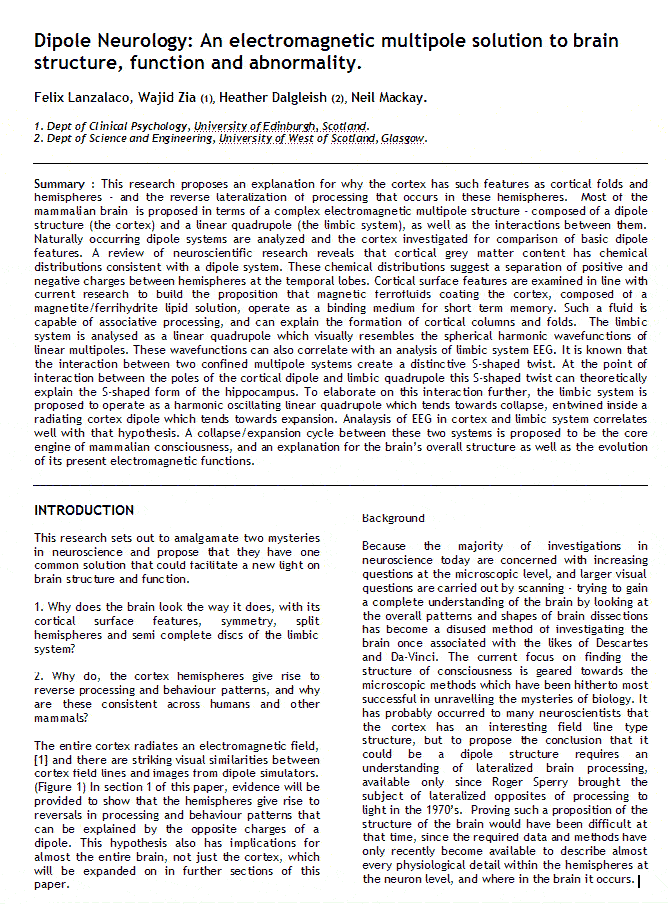 Dipole Neurology: An electromagnetic multipole solution to brain
structure, function and abnormality.
Felix Lanzalaco, Wajid Zia (1), Heather Dalgleish (2), Neil Mackay.
1. Dept of Clinical Psychology, University of Edinburgh, Scotland.
2. Dept of Science and Engineering, University of West of Scotland, Glasgow.
Summary : This research proposes an explanation for why the cortex has such features as cortical folds and
hemispheres - and the reverse lateralization of processing that occurs in these hemispheres. Most of the
mammalian brain is proposed in terms of a complex electromagnetic multipole structure - composed of a dipole
structure (the cortex) and a linear quadrupole (the limbic system), as well as the interactions between them.
Naturally occurring dipole systems are analyzed and the cortex investigated for comparison of basic dipole
features. A review of neuroscientific research reveals that cortical grey matter content has chemical
distributions consistent with a dipole system. These chemical distributions suggest a separation of positive and
negative charges between hemispheres at the temporal lobes. Cortical surface features are examined in line with
current research to build the proposition that magnetic ferrofluids coating the cortex, composed of a
magnetite/ferrihydrite lipid solution, operate as a binding medium for short term memory. Such a fluid is
capable of associative processing, and can explain the formation of cortical columns and folds. The limbic
system is analysed as a linear quadrupole which visually resembles the spherical harmonic wavefunctions of
linear multipoles. These wavefunctions can also correlate with an analysis of limbic system EEG. It is known that
the interaction between two confined multipole systems create a distinctive S-shaped twist. At the point of
interaction between the poles of the cortical dipole and limbic quadrupole this S-shaped twist can theoretically
explain the S-shaped form of the hippocampus. To elaborate on this interaction further, the limbic system is
proposed to operate as a harmonic oscillating linear quadrupole which tends towards collapse, entwined inside a
radiating cortex dipole which tends towards expansion. Analaysis of EEG in cortex and limbic system correlates
well with that hypothesis. A collapse/expansion cycle between these two systems is proposed to be the core
engine of mammalian consciousness, and an explanation for the brain's overall structure as well as the evolution
of its present electromagnetic functions.
INTRODUCTION
This research sets out to amalgamate two mysteries
in neuroscience and propose that they have one
common solution that could facilitate a new light on
brain structure and function.
1. Why does the brain look the way it does, with its
cortical surface features, symmetry, split
hemispheres and semi complete discs of the limbic
system?
2. Why do, the cortex hemispheres give rise to
reverse processing and behaviour patterns, and why
are these consistent across humans and other
mammals?
The entire cortex radiates an electromagnetic field,
[1] and there are striking visual similarities between
cortex field lines and images from dipole simulators.
(Figure 1) In section 1 of this paper, evidence will be
provided to show that the hemispheres give rise to
reversals in processing and behaviour patterns that
can be explained by the opposite charges of a
dipole. This hypothesis also has implications for
almost the entire brain, not just the cortex, which
will be expanded on in further sections of this
paper.
Background
Because the majority of investigations in
neuroscience today are concerned with increasing
questions at the microscopic level, and larger visual
questions are carried out by scanning - trying to gain
a complete understanding of the brain by looking at
the overall patterns and shapes of brain dissections
has become a disused method of investigating the
brain once associated with the likes of Descartes
and Da-Vinci. The current focus on finding the
structure of consciousness is geared towards the
microscopic methods which have been hitherto most
successful in unravelling the mysteries of biology. It
has probably occurred to many neuroscientists that
the cortex has an interesting field line type
structure, but to propose the conclusion that it
could be a dipole structure requires an
understanding of lateralized brain processing,
available only since Roger Sperry brought the
subject of lateralized opposites of processing to
light in the 1970's. Proving such a proposition of the
structure of the brain would have been difficult at
that time, since the required data and methods have
only recently become available to describe almost
every physiological detail within the hemispheres at
the neuron level, and where in the brain it occurs.